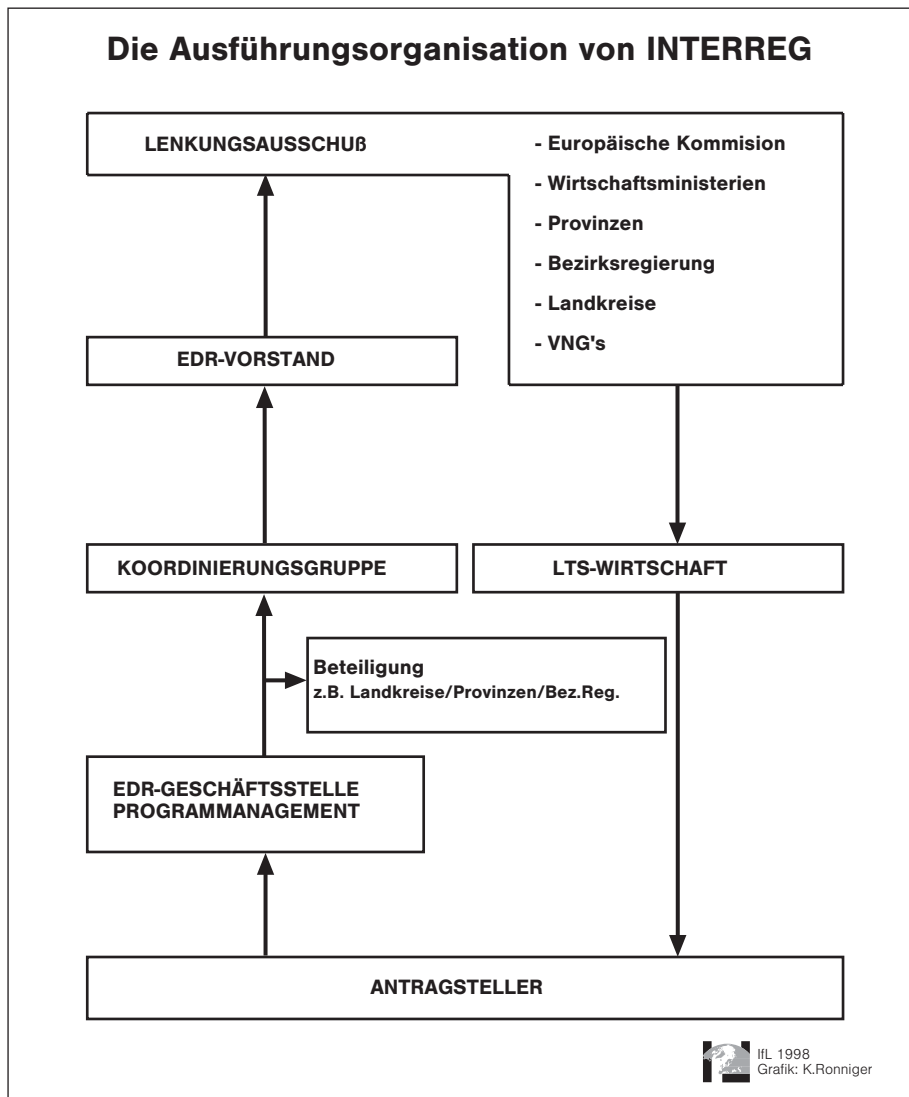 Die Ausführungsorganisation von INTERREG
LENKUNGSAUSSCHUß
- Europäische Kommision
- Wirtschaftsministerien
- Provinzen
- Bezirksregierung
- Landkreise
- VNG's
EDR-VORSTAND
KOORDINIERUNGSGRUPPE
LTS-WIRTSCHAFT
Beteiligung
z.B. Landkreise/Provinzen/Bez.Reg.
EDR-GESCHÄFTSSTELLE
PROGRAMMANAGEMENT
ANTRAGSTELLER
IfL 1998
Grafik: K.Ronniger